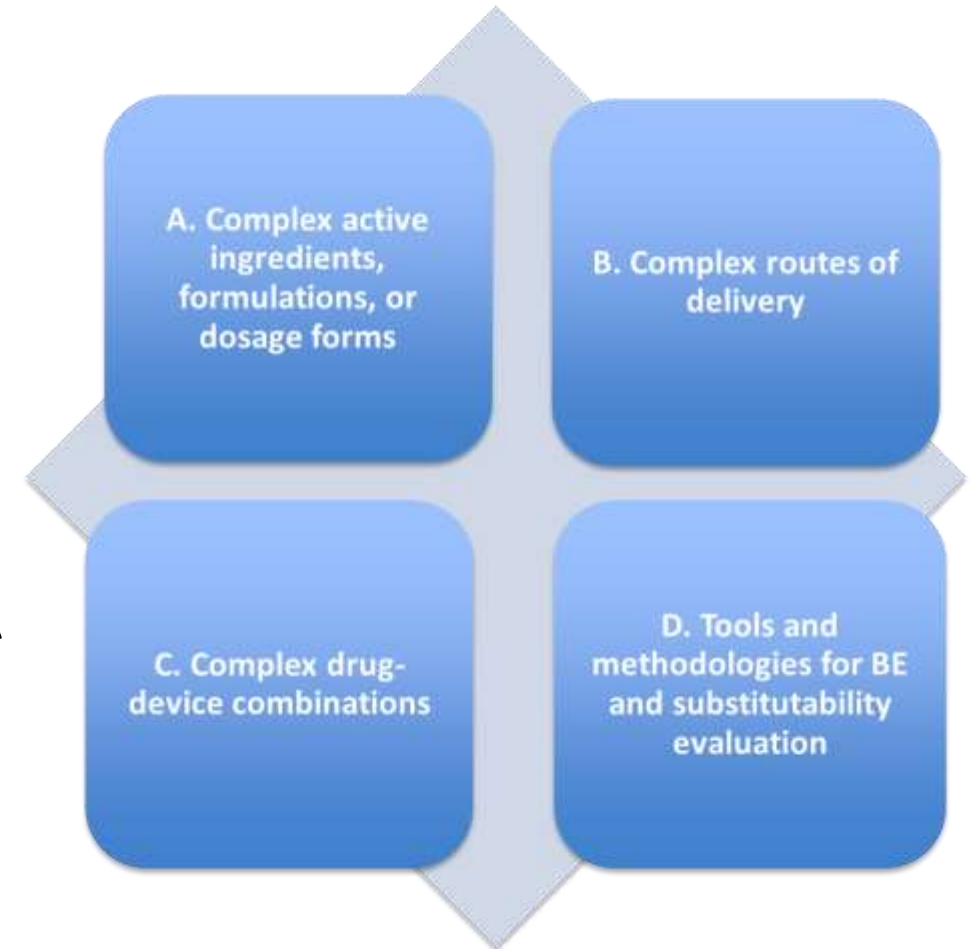 A. Complex active
ingredients,
formulations, or
dosage forms
B. Complex routes of
delivery
C. Complex drug-
device combinations
D. Tools and
methodologies for BE
and substitutability
evaluation